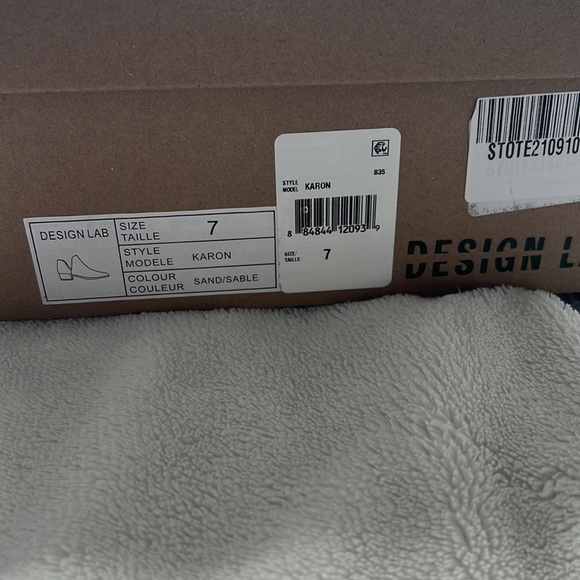 STOTE210910
835
STYLE
MODEL KARON
8 84844 12093 9
SIZE/
TAILLE: 7
DESIGN LAB
SIZE
TAILLE 7
STYLE
MODELE KARON
COLOUR
COULEUR SAND/SABLE
DESIGN L